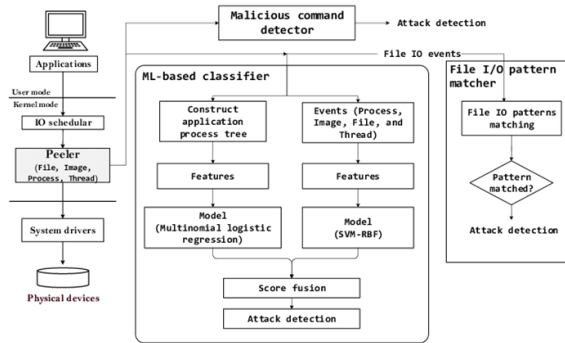 Malicious command
detector
Attack detection
File IO events
Applications
User mode
Kernel mode
IO schedular
Peeler
(File, Image,
Process, Thread)
System drivers
Physical devices
ML-based classifier
Construct
application
process tree
Features
Model
(Multinomial logistic
regression)
Events (Process,
Image, File, and
Thread)
Features
Model
(SVM-RBF)
Score fusion
Attack detection
File I/O pattern
matcher
File IO patterns
matching
Pattern
matched?
Attack detection